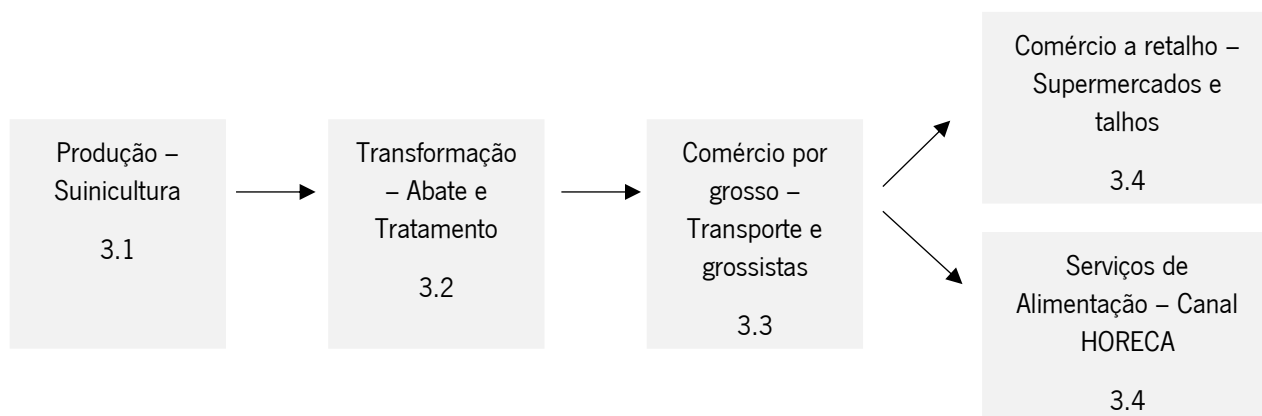 Produção –
Suinicultura
3.1
Transformação
– Abate e
Tratamento
3.2
Comércio por
grosso –
Transporte e
grossistas
3.3
Comércio a retalho –
Supermercados e
talhos
3.4
Serviços de
Alimentação – Canal
HORECA
3.4